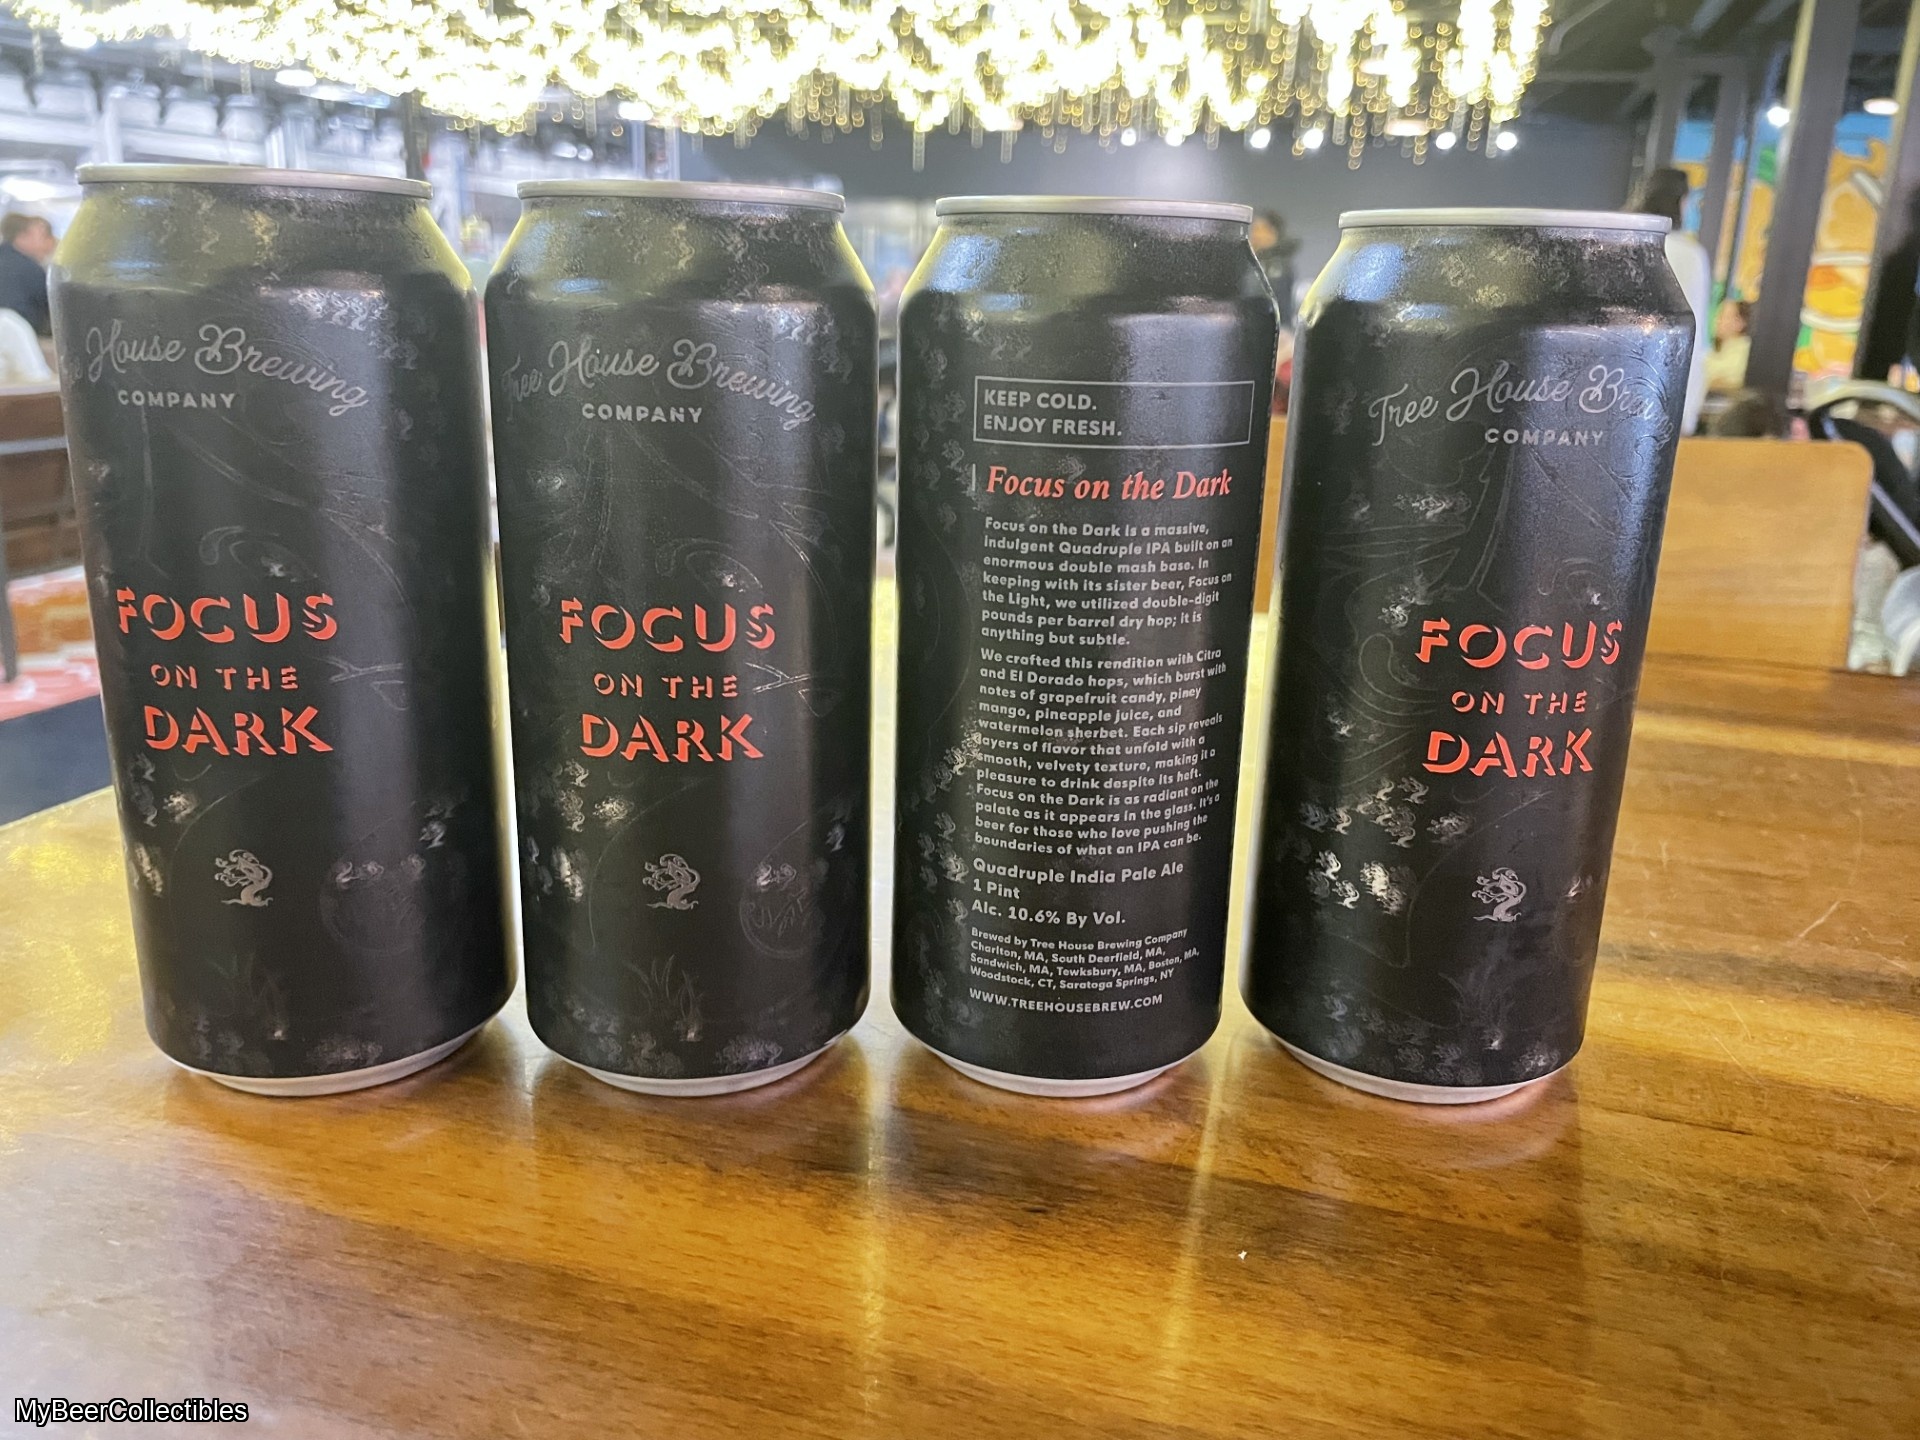 House Brewing
COMPANY
FOCUS
ON THE
DARK
Tree House Brewing
COMPANY
FOCUS
ON THE
DARK
KEEP COLD.
ENJOY FRESH.
Focus on the Dark
Focus on the Dark is a massive,
indulgent Quadruple IPA built on an
enormous double mash base. In
keeping with its sister beer, Focus on
the Light, we utilized double-digit
pounds per barrel dry hop; it is
anything but subtle.
We crafted this rendition with Citra
and El Dorado hops, which burst with
notes of grapefruit candy, piney
mango, pineapple juice, and
watermelon sherbet. Each sip reveals
layers of flavor that unfold with a
smooth, velvety texture, making it a
pleasure to drink despite its heft.
Focus on the Dark is as radiant on the
palate as it appears in the glass. It's a
beer for those who love pushing the
boundaries of what an IPA can be.
Quadruple India Pale Ale
1 Pint
Alc. 10.6% By Vol.
Brewed by Tree House Brewing Company
Charlton, MA, South Deerfield, MA,
Sandwich, MA, Tewksbury, MA, Boston, MA,
Woodstock, CT, Saratoga Springs, NY
WWW.TREEHOUSEBREW.COM
Tree House Brewing
COMPANY
FOCUS
ON THE
DARK
MyBeerCollectibles